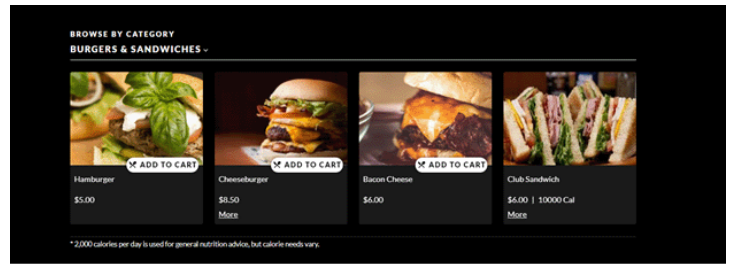 BROWSE BY CATEGORY
BURGERS & SANDWICHES
ADD TO CART
ADD TO CART
ADD TO CART
Hamburger
Cheeseburger
Bacon Cheese
Club Sandwich
$5.00
$8.50
$6.00
$6.00 | 10000 Cal
More
More
* 2,000 calories per day is used for general nutrition advice, but calorie needs vary.